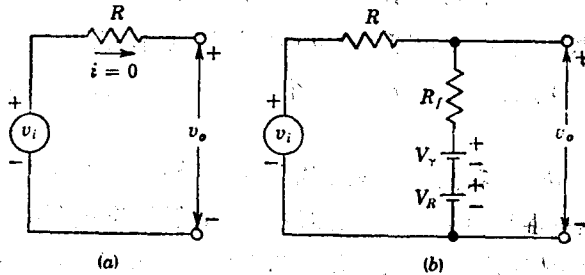 R
i = 0
+
v_i
−
+
v_o
−
(a)
R
+
v_i
−
R_f
V_γ
+
−
V_R
+
−
+
v_o
−
(b)